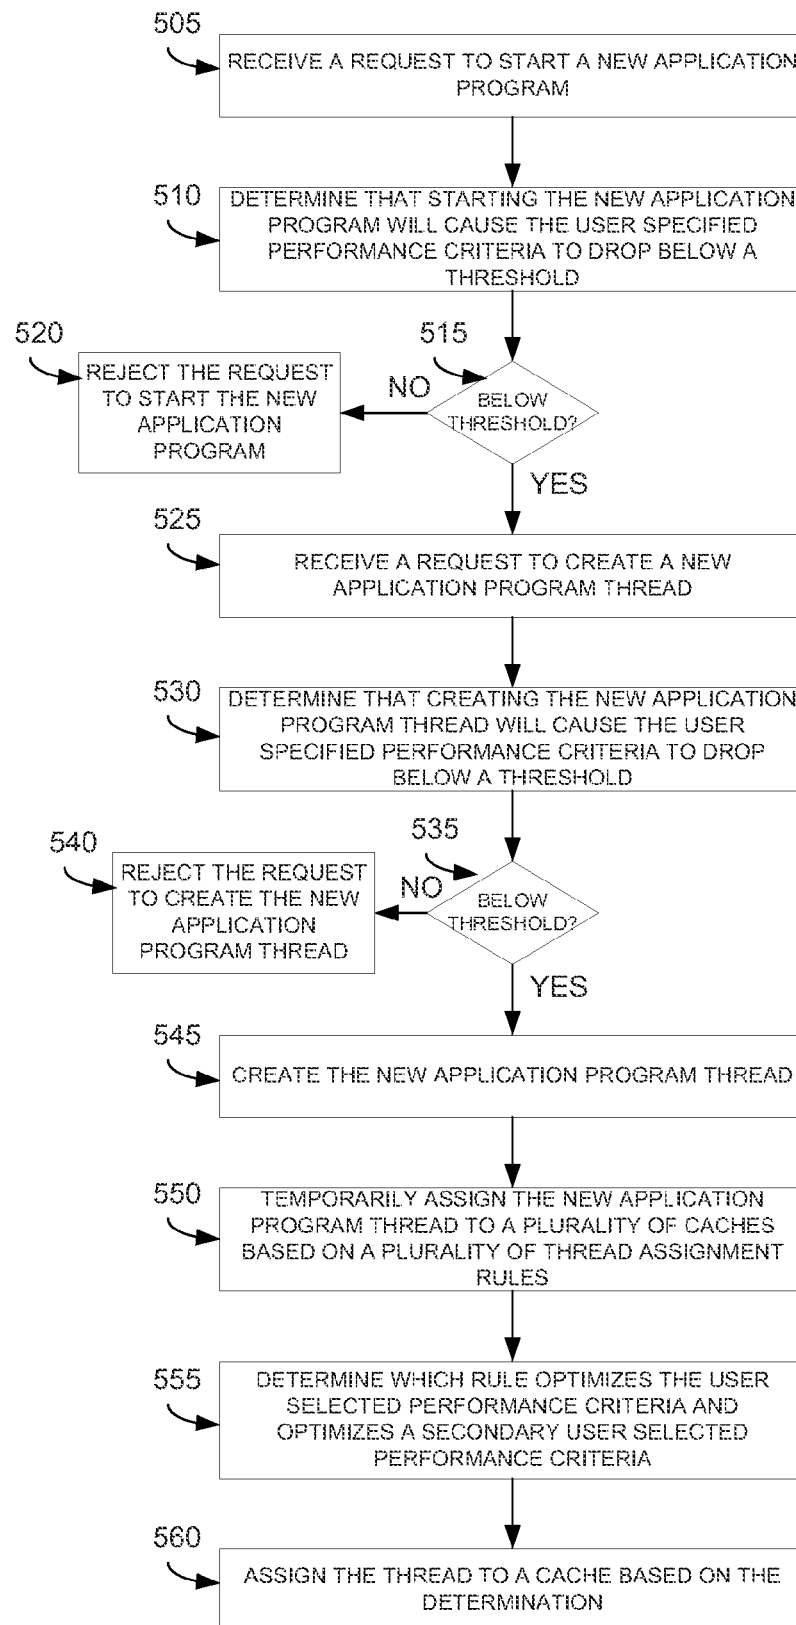 505
RECEIVE A REQUEST TO START A NEW APPLICATION
PROGRAM
510
DETERMINE THAT STARTING THE NEW APPLICATION
PROGRAM WILL CAUSE THE USER SPECIFIED
PERFORMANCE CRITERIA TO DROP BELOW A
THRESHOLD
520
REJECT THE REQUEST
TO START THE NEW
APPLICATION
PROGRAM
NO
515
BELOW
THRESHOLD?
YES
525
RECEIVE A REQUEST TO CREATE A NEW
APPLICATION PROGRAM THREAD
530
DETERMINE THAT CREATING THE NEW APPLICATION
PROGRAM THREAD WILL CAUSE THE USER
SPECIFIED PERFORMANCE CRITERIA TO DROP
BELOW A THRESHOLD
540
REJECT THE REQUEST
TO CREATE THE NEW
APPLICATION
PROGRAM THREAD
NO
535
BELOW
THRESHOLD?
YES
545
CREATE THE NEW APPLICATION PROGRAM THREAD
550
TEMPORARILY ASSIGN THE NEW APPLICATION
PROGRAM THREAD TO A PLURALITY OF CACHES
BASED ON A PLURALITY OF THREAD ASSIGNMENT
RULES
555
DETERMINE WHICH RULE OPTIMIZES THE USER
SELECTED PERFORMANCE CRITERIA AND
OPTIMIZES A SECONDARY USER SELECTED
PERFORMANCE CRITERIA
560
ASSIGN THE THREAD TO A CACHE BASED ON THE
DETERMINATION